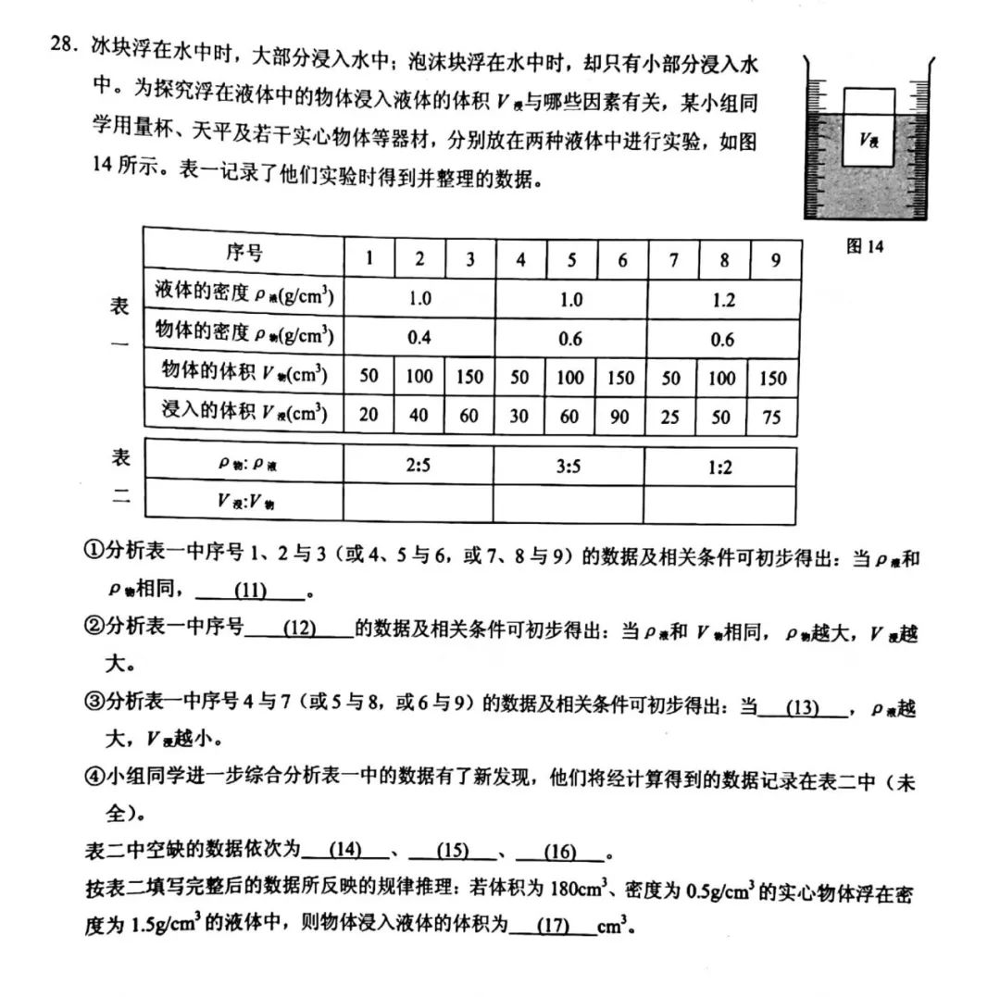 28. 冰块浮在水中时，大部分浸入水中；泡沫块浮在水中时，却只有小部分浸入水
中。为探究浮在液体中的物体浸入液体的体积 V浸与哪些因素有关，某小组同
学用量杯、天平及若干实心物体等器材，分别放在两种液体中进行实验，如图
14 所示。表一记录了他们实验时得到并整理的数据。
V浸
图 14
表一
序号 1 2 3 4 5 6 7 8 9
液体的密度 ρ液(g/cm³) 1.0 1.0 1.2
物体的密度 ρ物(g/cm³) 0.4 0.6 0.6
物体的体积 V物(cm³) 50 100 150 50 100 150 50 100 150
浸入的体积 V浸(cm³) 20 40 60 30 60 90 25 50 75
表二
ρ物:ρ液 2:5 3:5 1:2
V浸:V物
①分析表一中序号 1、2 与 3（或 4、5 与 6，或 7、8 与 9）的数据及相关条件可初步得出：当 ρ液和
ρ物相同，(11)。
②分析表一中序号(12)的数据及相关条件可初步得出：当 ρ液和 V物相同，ρ物越大，V浸越
大。
③分析表一中序号 4 与 7（或 5 与 8，或 6 与 9）的数据及相关条件可初步得出：当(13)，ρ液越
大，V浸越小。
④小组同学进一步综合分析表一中的数据有了新发现，他们将经计算得到的数据记录在表二中（未
全）。
表二中空缺的数据依次为(14)、(15)、(16)。
按表二填写完整后的数据所反映的规律推理：若体积为 180cm³、密度为 0.5g/cm³ 的实心物体浮在密
度为 1.5g/cm³ 的液体中，则物体浸入液体的体积为(17)cm³。